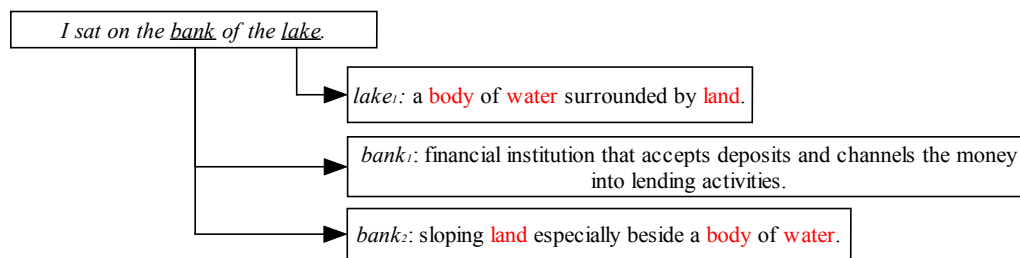 I sat on the bank of the lake.
lake₁: a body of water surrounded by land.
bank₁: financial institution that accepts deposits and channels the money
into lending activities.
bank₂: sloping land especially beside a body of water.